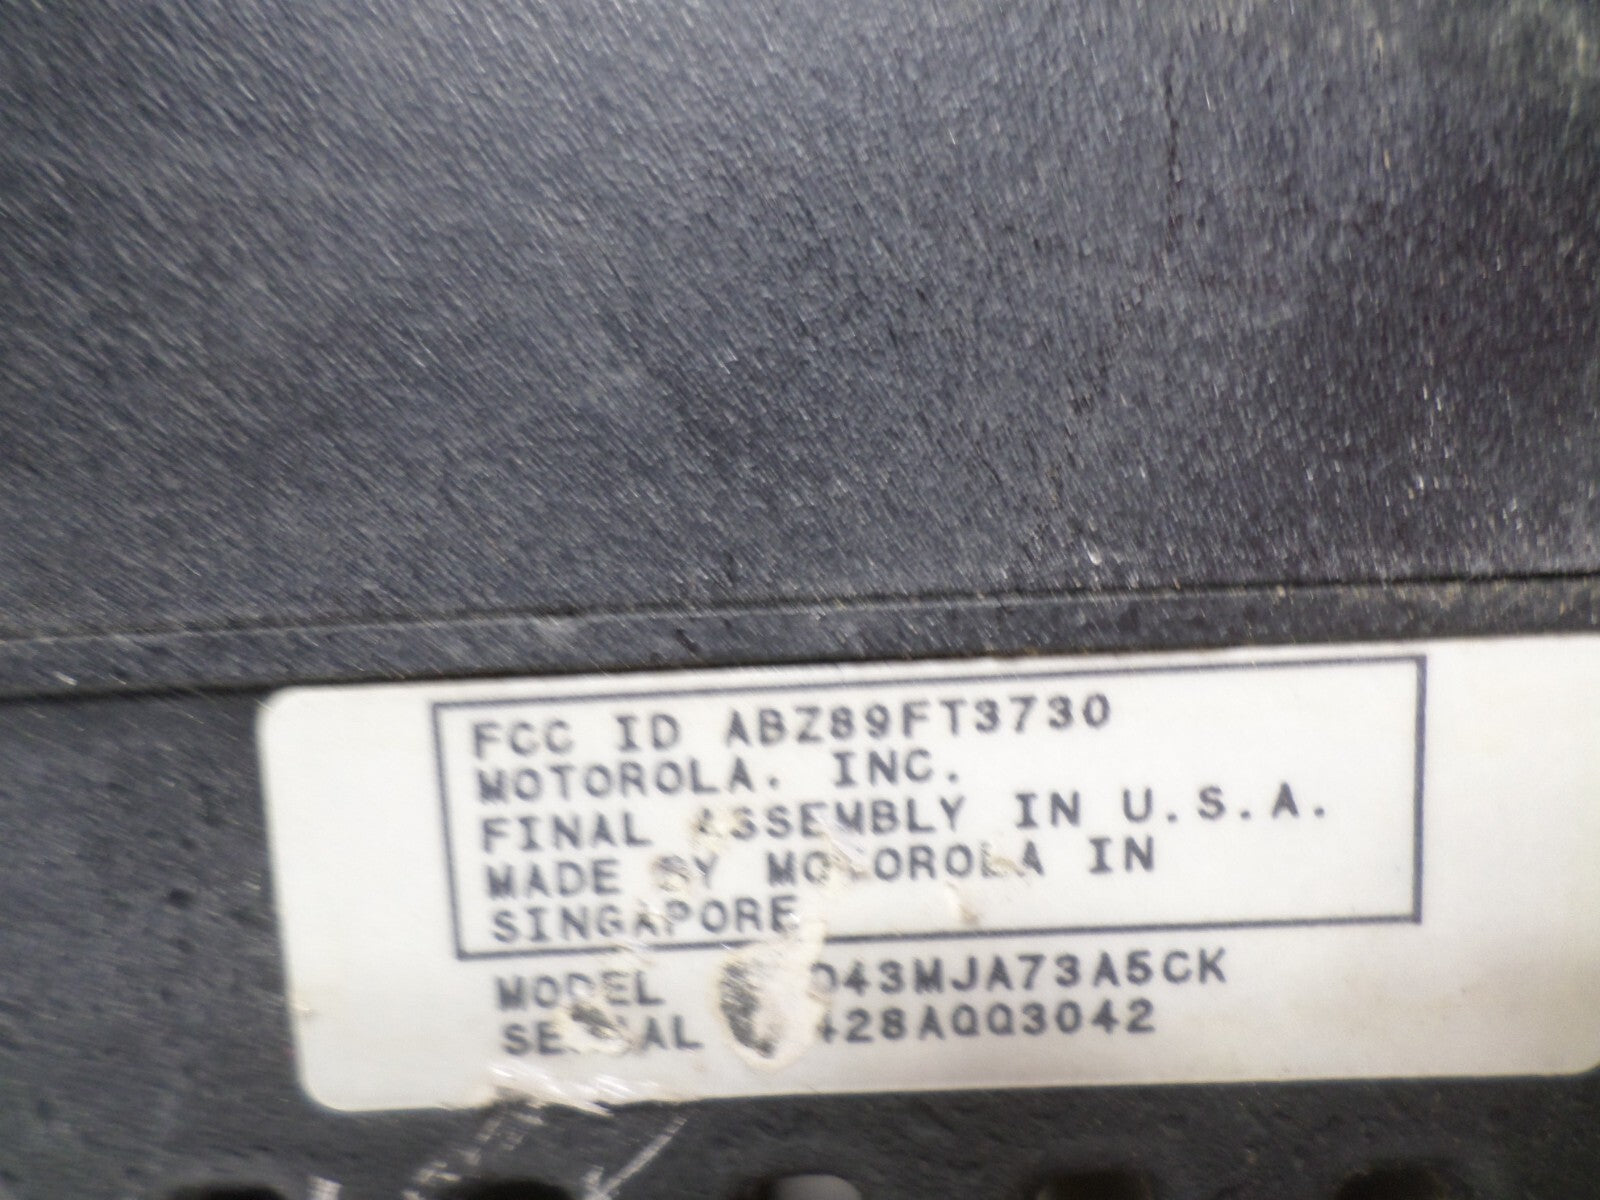 FCC ID ABZ89FT3730
MOTOROLA. INC.
FINAL ASSEMBLY IN U.S.A.
MADE BY MOTOROLA IN
SINGAPORE
MODEL
SERIAL